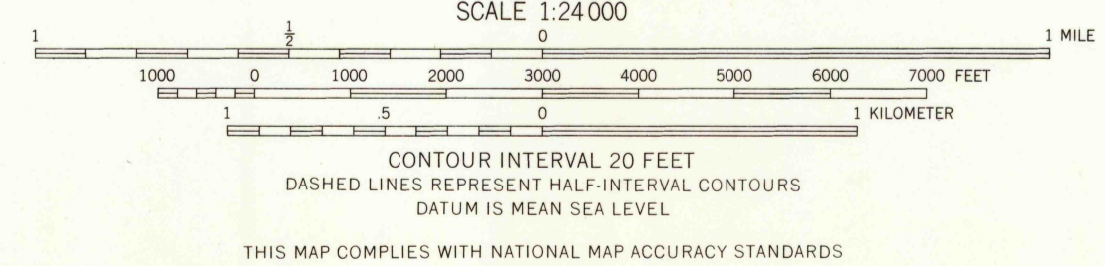 SCALE 1:24 000
1 1/2 0 1 MILE
1000 0 1000 2000 3000 4000 5000 6000 7000 FEET
1 .5 0 1 KILOMETER
CONTOUR INTERVAL 20 FEET
DASHED LINES REPRESENT HALF-INTERVAL CONTOURS
DATUM IS MEAN SEA LEVEL
THIS MAP COMPLIES WITH NATIONAL MAP ACCURACY STANDARDS